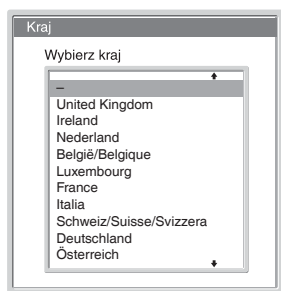 Kraj
Wybierz kraj
–
United Kingdom
Ireland
Nederland
België/Belgique
Luxembourg
France
Italia
Schweiz/Suisse/Svizzera
Deutschland
Österreich